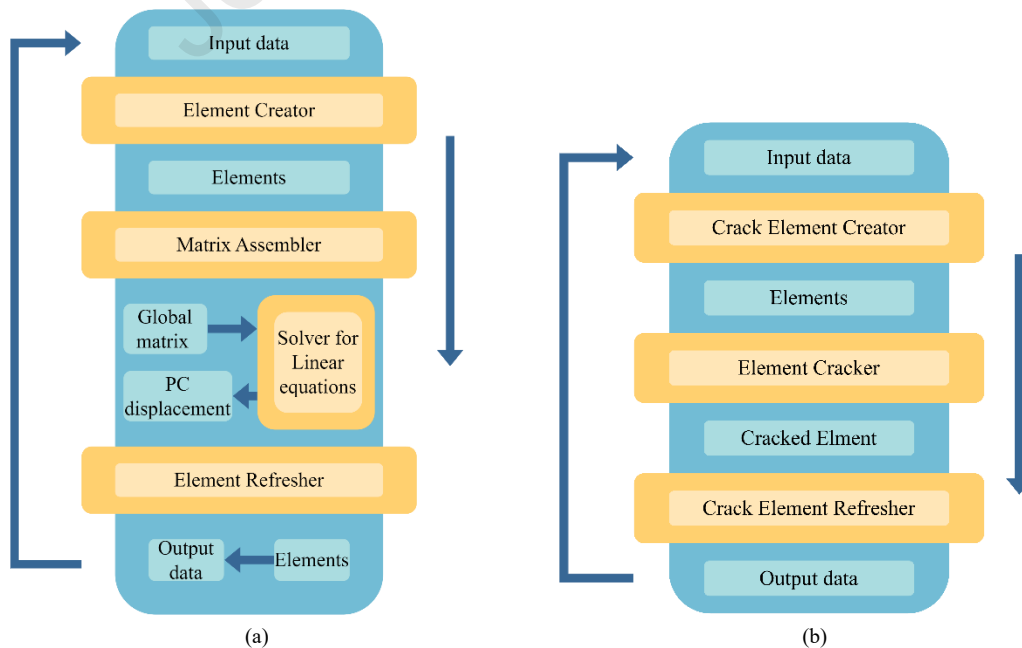 Input data
Element Creator
Elements
Matrix Assembler
Global
matrix
Solver for
Linear
equations
PC
displacement
Element Refresher
Output
data
Elements
(a)
Input data
Crack Element Creator
Elements
Element Cracker
Cracked Elment
Crack Element Refresher
Output data
(b)